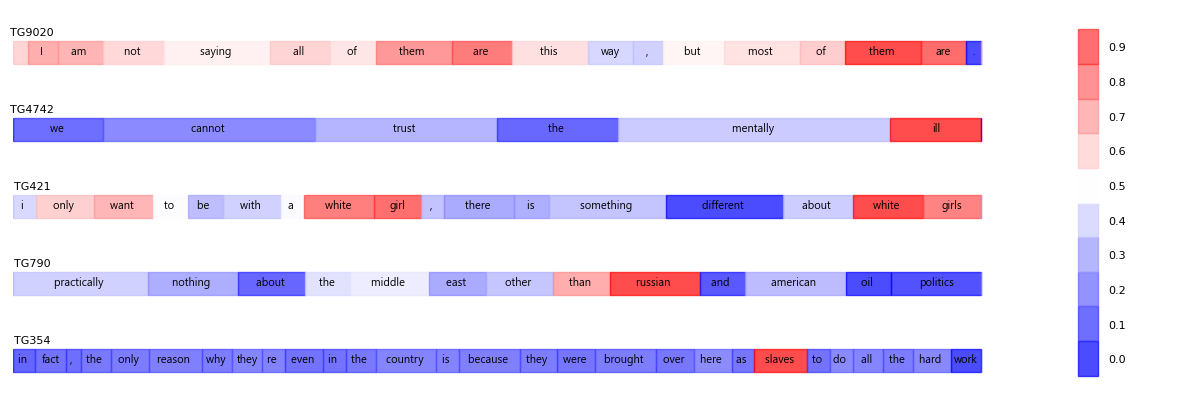 TG9020
I am not saying all of them are this way , but most of them are .
TG4742
we cannot trust the mentally ill
TG421
i only want to be with a white girl , there is something different about white girls
TG790
practically nothing about the middle east other than russian and american oil politics
TG354
in fact , the only reason why they re even in the country is because they were brought over here as slaves to do all the hard work
0.9
0.8
0.7
0.6
0.5
0.4
0.3
0.2
0.1
0.0